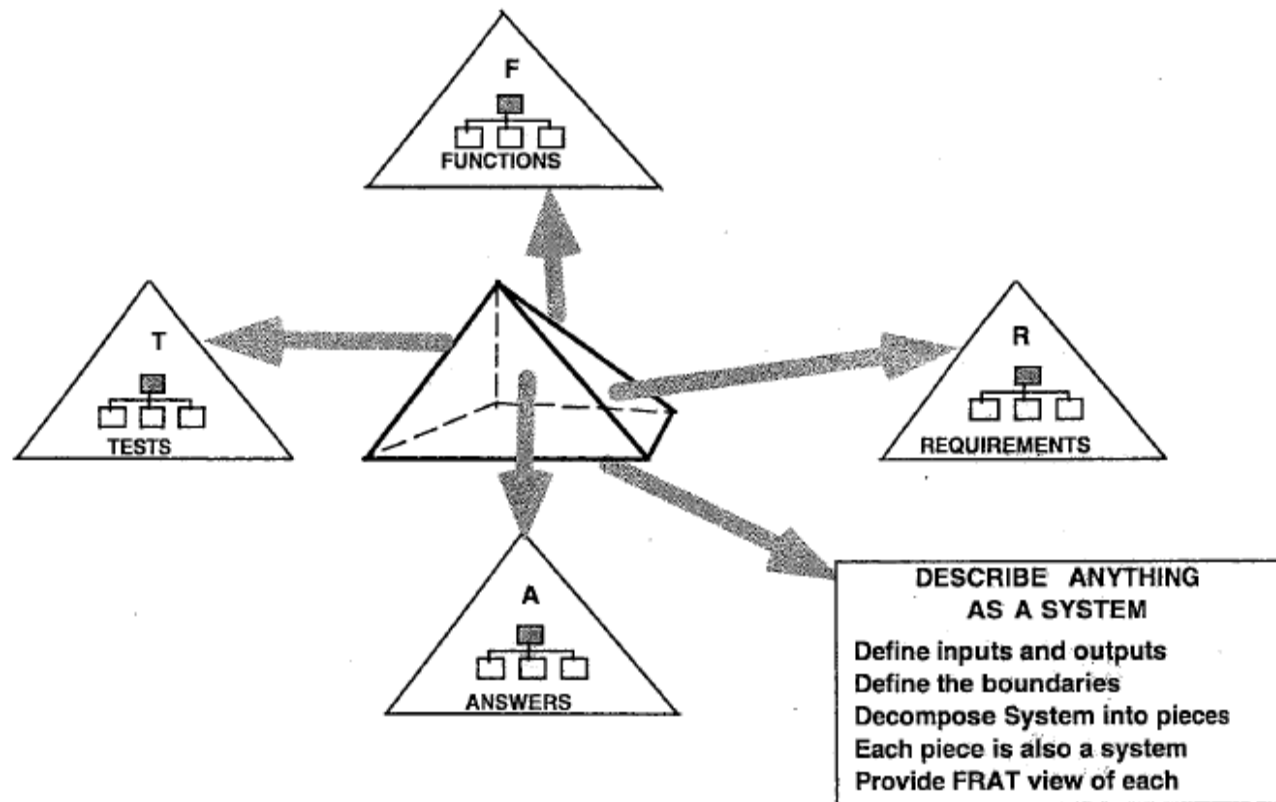 F
FUNCTIONS
T
TESTS
R
REQUIREMENTS
A
ANSWERS
DESCRIBE ANYTHING
AS A SYSTEM
Define inputs and outputs
Define the boundaries
Decompose System into pieces
Each piece is also a system
Provide FRAT view of each